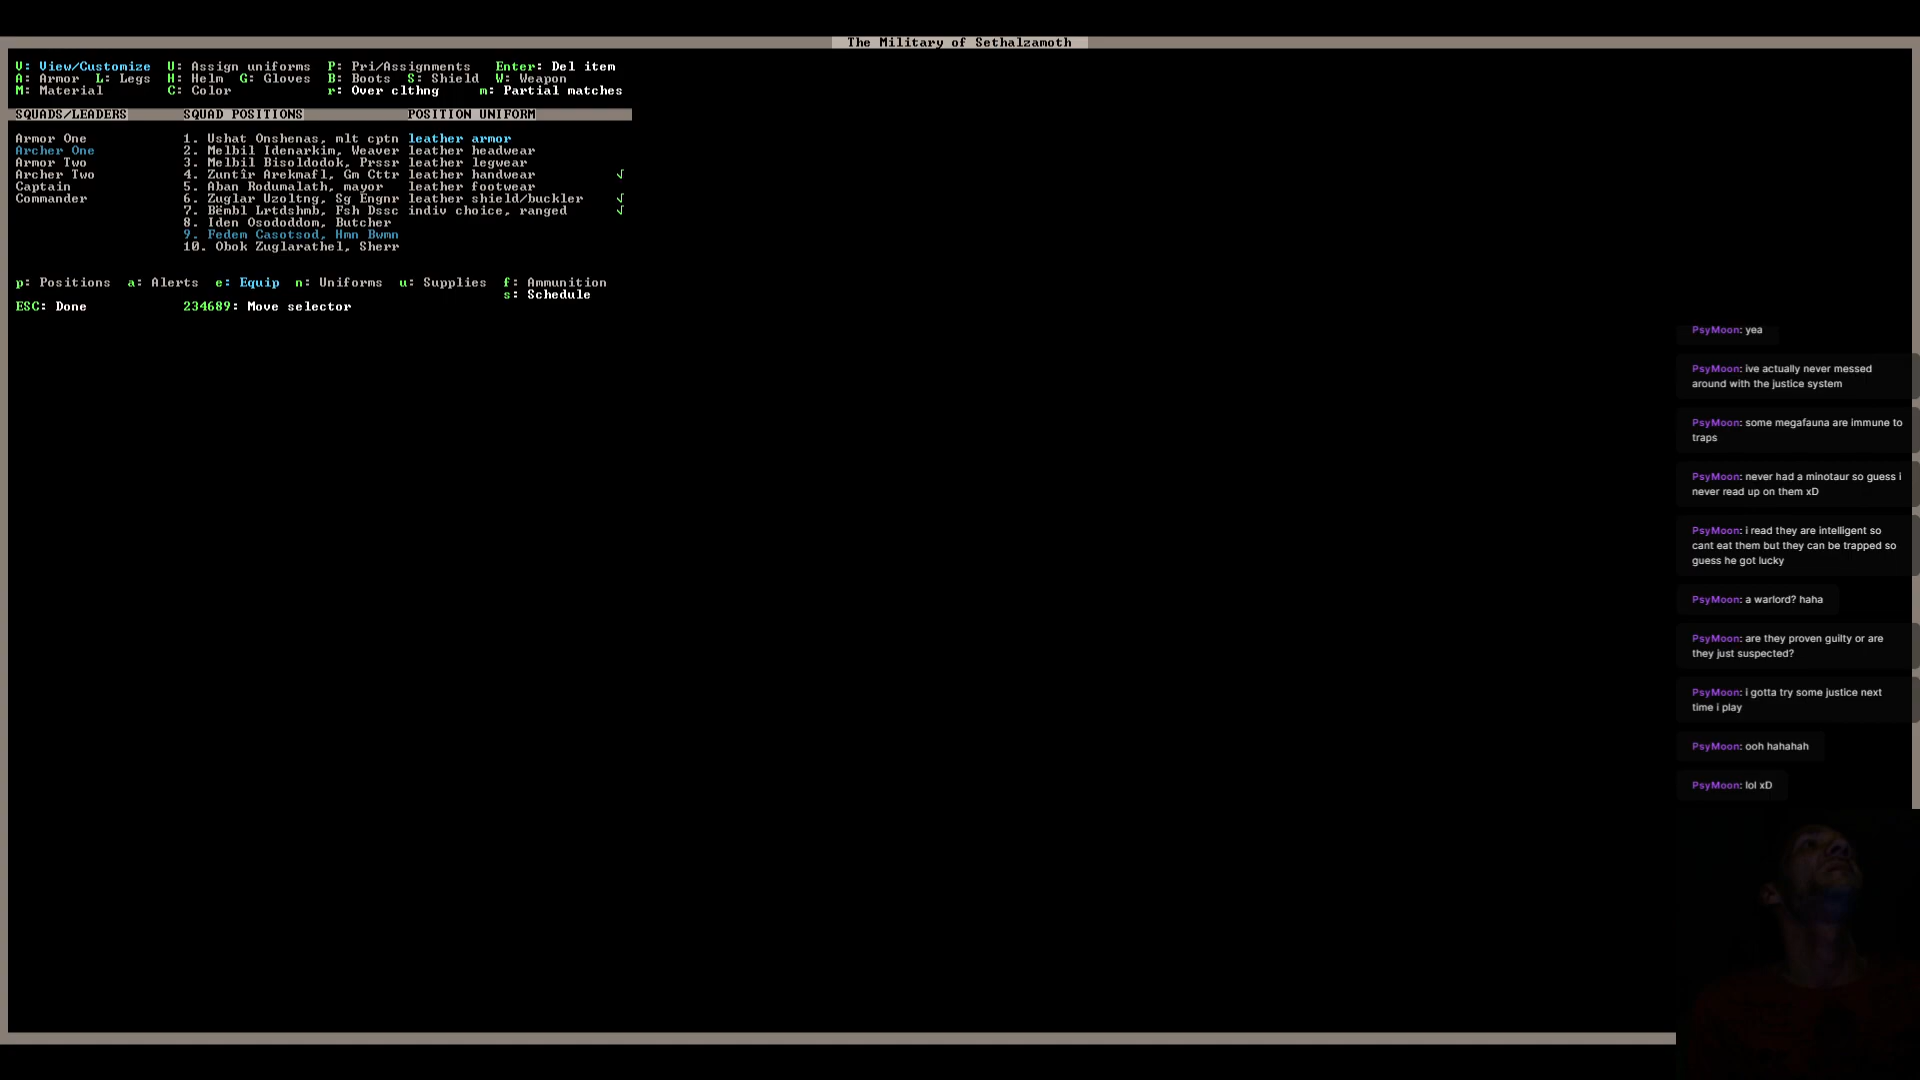 The Military of Sethalzamoth
V: View/Customize U: Assign uniforms P: Pri/Assignments Enter: Del item
A: Armor L: Legs H: Helm G: Gloves B: Boots S: Shield W: Weapon
M: Material C: Color r: Over clthng m: Partial matches
SQUADS/LEADERS SQUAD POSITIONS POSITION UNIFORM
Armor One 1. Ushat Onshenas, mlt cptn leather armor
Archer One 2. Melbil Idenarkim, Weaver leather headwear
Armor Two 3. Melbil Bisoldodok, Prssr leather legwear
Archer Two 4. Zuntîr Arekmafl, Gm Cttr leather handwear √
Captain 5. Aban Rodumalath, mayor leather footwear
Commander 6. Zuglar Uzoltng, Sg Engnr leather shield/buckler √
7. Bëmbl Lrtdshmb, Fsh Dssc indiv choice, ranged √
8. Iden Osododdom, Butcher
9. Fedem Casotsod, Hmn Bwmn
10. Obok Zuglarathel, Sherr
p: Positions a: Alerts e: Equip n: Uniforms u: Supplies f: Ammunition
s: Schedule
ESC: Done 234689: Move selector
PsyMoon: yea
PsyMoon: ive actually never messed
around with the justice system
PsyMoon: some megafauna are immune to
traps
PsyMoon: never had a minotaur so guess i
never read up on them xD
PsyMoon: i read they are intelligent so
cant eat them but they can be trapped so
guess he got lucky
PsyMoon: a warlord? haha
PsyMoon: are they proven guilty or are
they just suspected?
PsyMoon: i gotta try some justice next
time i play
PsyMoon: ooh hahahah
PsyMoon: lol xD